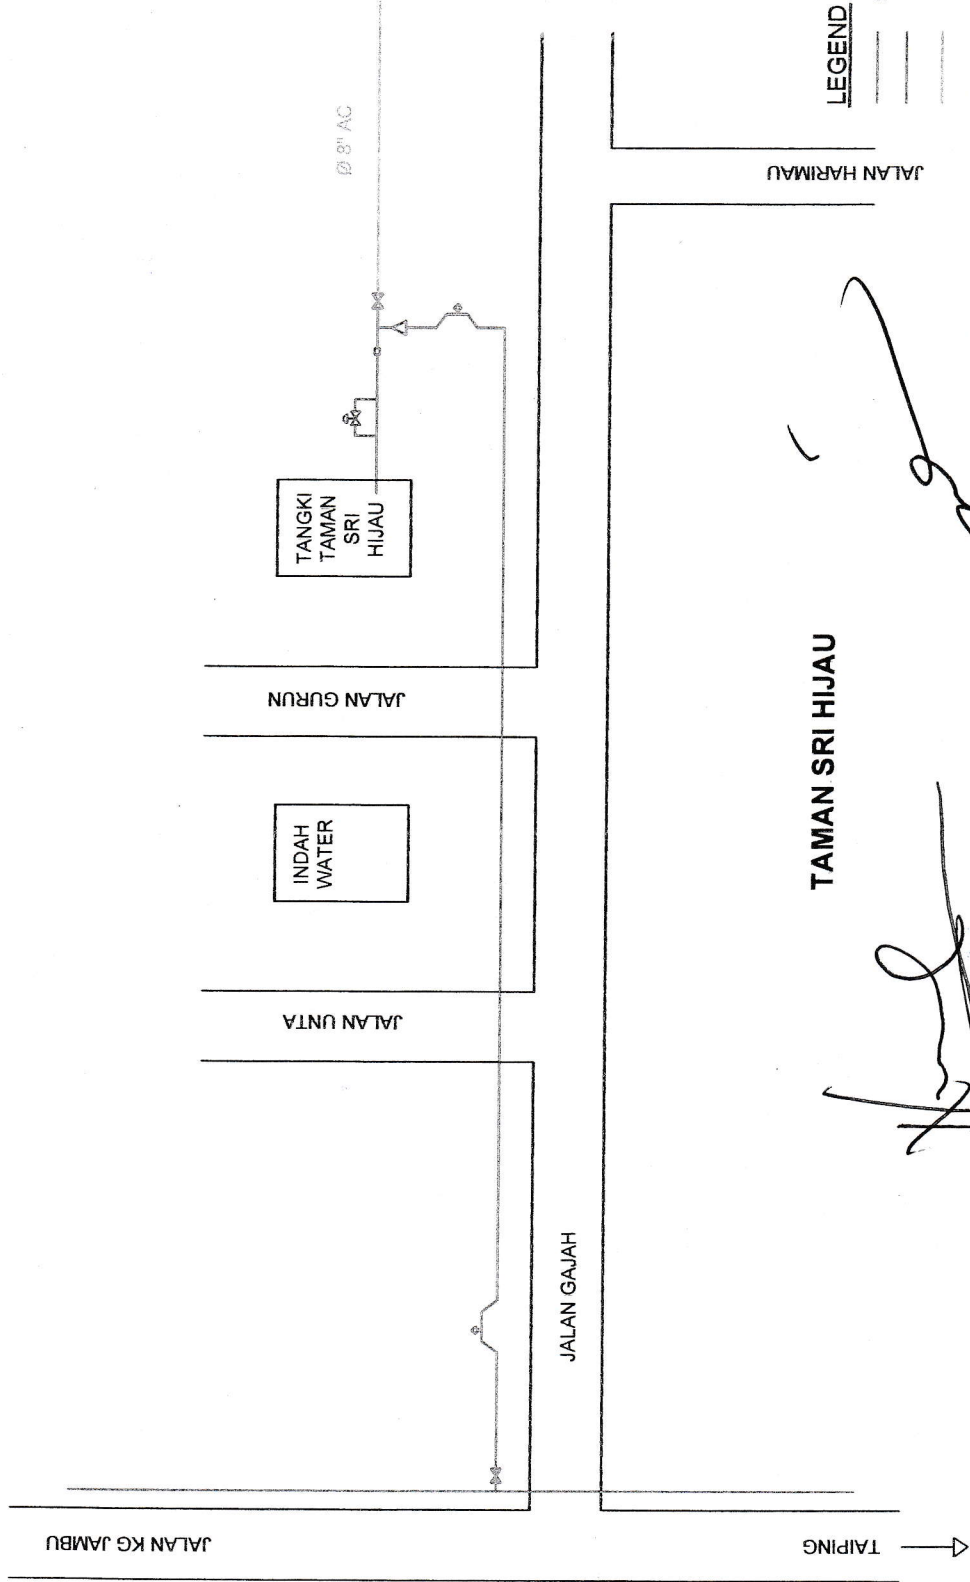 JALAN KG JAMBU
TAIPING
JALAN GAJAH
JALAN UNTA
INDAH
WATER
JALAN GURUN
TANGKI
TAMAN
SRI
HIJAU
Ø 8" AC
TAMAN SRI HIJAU
JALAN HARIMAU
LEGEND